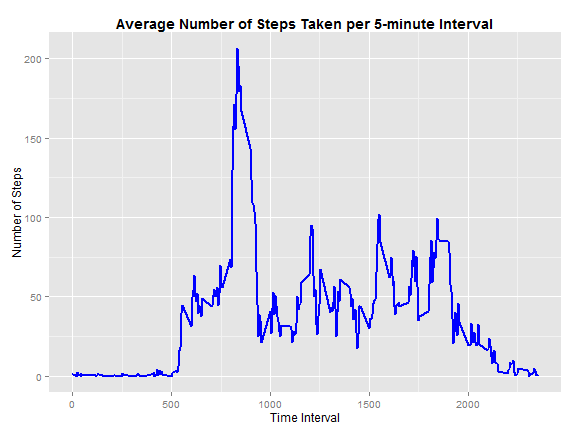 Average Number of Steps Taken per 5-minute Interval
Number of Steps
200
150
100
50
0
0 500 1000 1500 2000
Time Interval